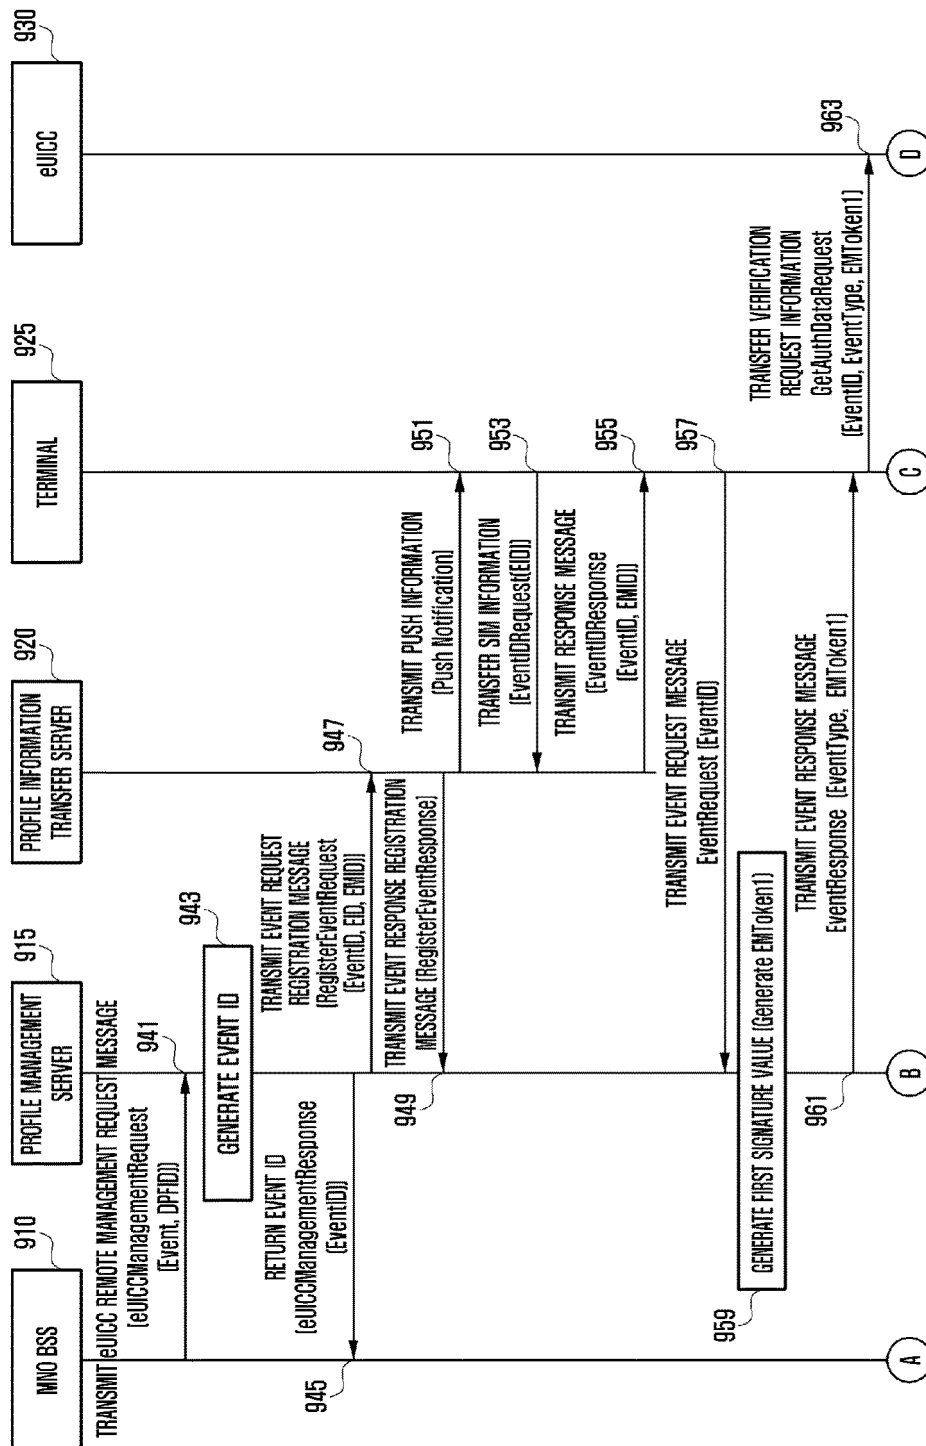 910
MNO BSS
915
PROFILE MANAGEMENT
SERVER
920
PROFILE INFORMATION
TRANSFER SERVER
925
TERMINAL
930
eUICC
TRANSMIT eUICC REMOTE MANAGEMENT REQUEST MESSAGE
(eUICCManagementRequest
(Event, DPFID))
941
GENERATE EVENT ID
943
RETURN EVENT ID
(eUICCManagementResponse
(EventID))
945
TRANSMIT EVENT REQUEST
REGISTRATION MESSAGE
(RegisterEventRequest
(EventID, EID, EMID))
947
TRANSMIT EVENT RESPONSE REGISTRATION
MESSAGE (RegisterEventResponse)
949
TRANSMIT PUSH INFORMATION
(Push Notification)
951
TRANSFER SIM INFORMATION
(EventIDRequest(EID))
953
TRANSMIT RESPONSE MESSAGE
(EventIDResponse
(EventID, EMID))
955
TRANSMIT EVENT REQUEST MESSAGE
EventRequest (EventID)
957
GENERATE FIRST SIGNATURE VALUE (Generate EMToken1)
959
TRANSMIT EVENT RESPONSE MESSAGE
EventResponse (EventType, EMToken1)
961
TRANSFER VERIFICATION
REQUEST INFORMATION
GetAuthDataRequest
(EventID, EventType, EMToken1)
963
A
B
C
D